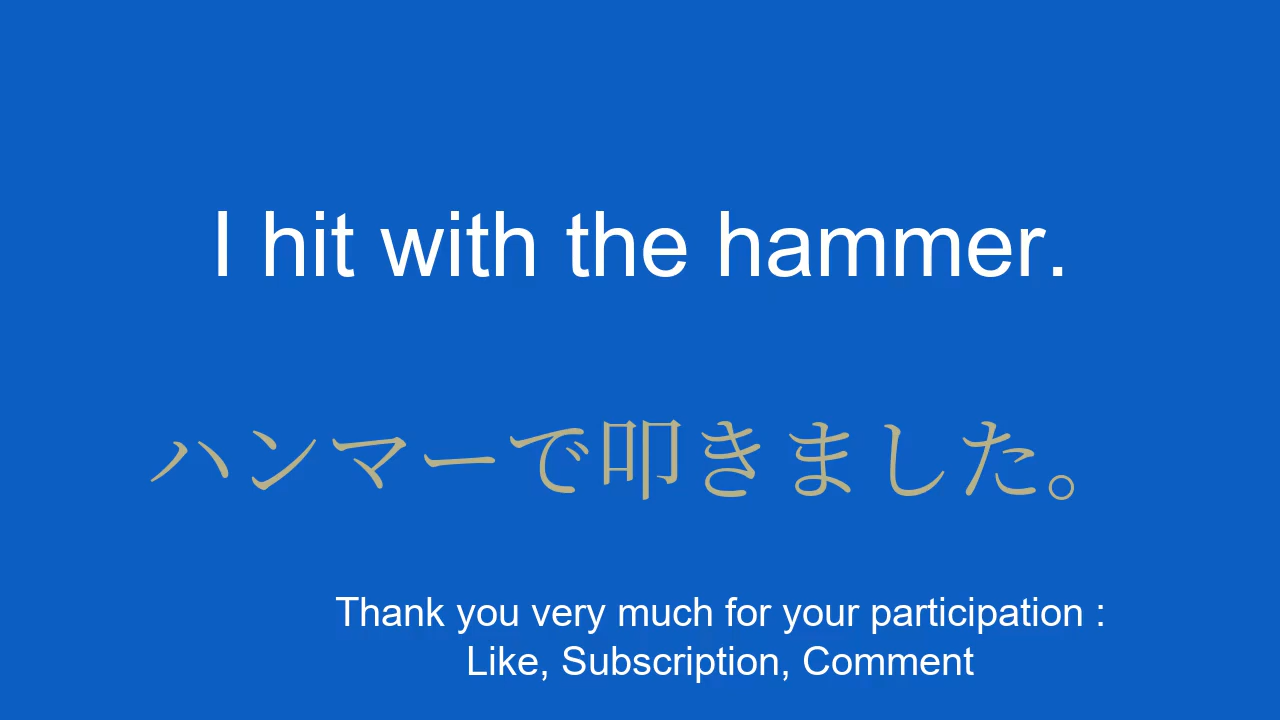 I hit with the hammer.
ハンマーで叩きました。
Thank you very much for your participation :
Like, Subscription, Comment